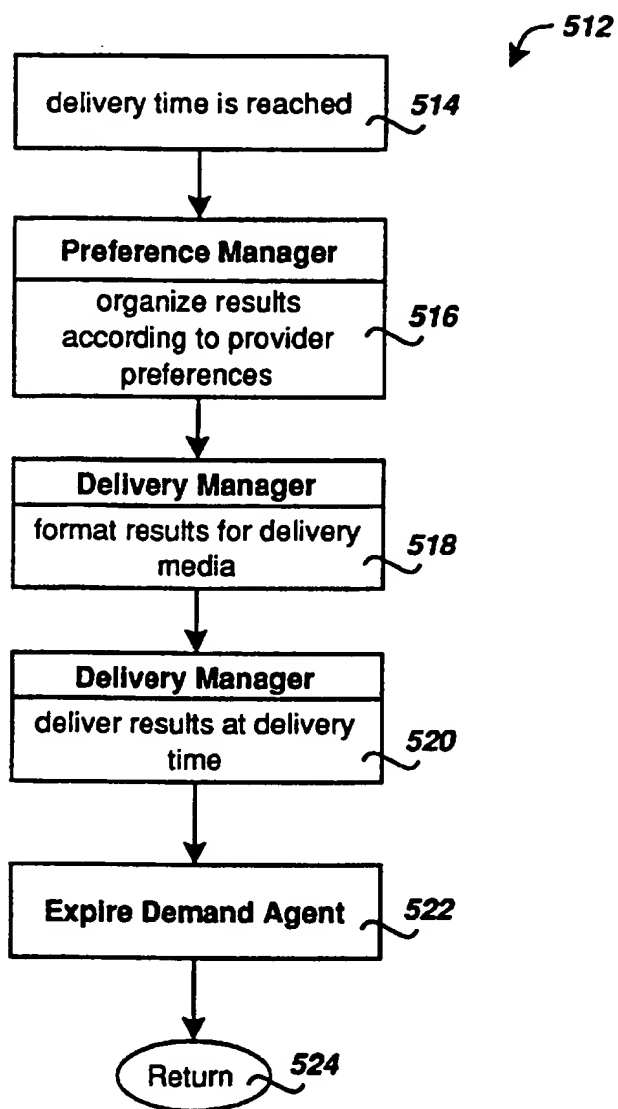 512
delivery time is reached
514
Preference Manager
organize results
according to provider
preferences
516
Delivery Manager
format results for delivery
media
518
Delivery Manager
deliver results at delivery
time
520
Expire Demand Agent
522
Return
524